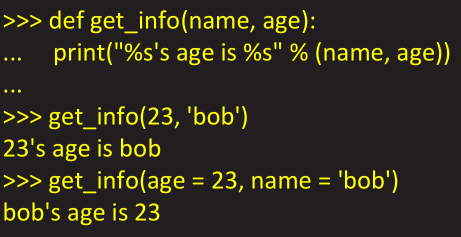 >>> def get_info(name, age):
...     print("%s's age is %s" % (name, age))
...
>>> get_info(23, 'bob')
23's age is bob
>>> get_info(age = 23, name = 'bob')
bob's age is 23